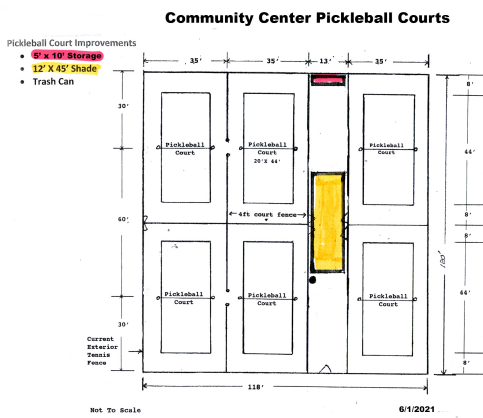 Community Center Pickleball Courts
Pickleball Court Improvements
• 5' x 10' Storage
• 12' X 45' Shade
• Trash Can
35'
35'
13'
35'
8'
30'
Pickleball
Court
Pickleball
Court
20'X 44'
Pickleball
Court
44'
60'
4ft court fence
8'
8'
120'
Pickleball
Court
Pickleball
Court
Pickleball
Court
44'
30'
Current
Exterior
Tennis
Fence
8'
118'
Not To Scale
6/1/2021